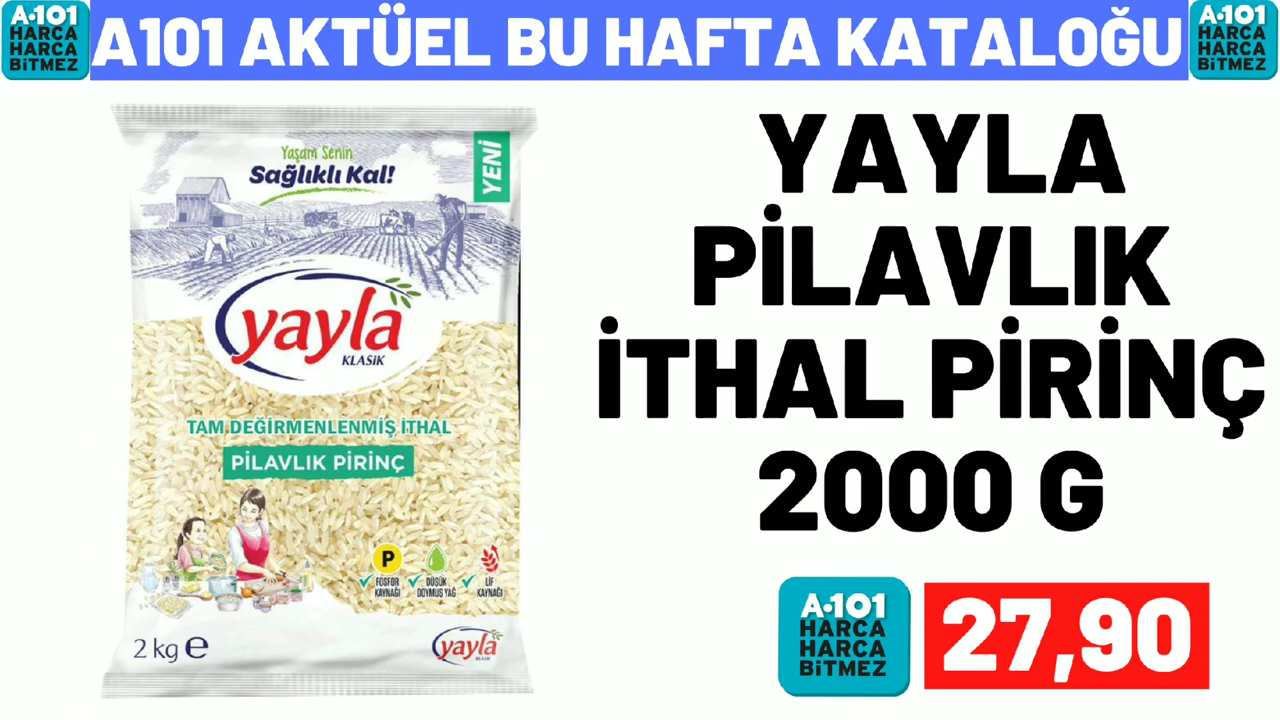 A101
HARCA
HARCA
BİTMEZ
A101 AKTÜEL BU HAFTA KATALOĞU
A101
HARCA
HARCA
BİTMEZ
Yaşam Senin
Sağlıklı Kal!
YENİ
yayla
KLASİK
TAM DEĞİRMENLENMİŞ İTHAL
PİLAVLIK PİRİNÇ
P
FOSFOR
KAYNAĞI
DÜŞÜK
DOYMUŞ YAĞ
LİF
KAYNAĞI
2 kg e
yayla
KLASİK
YAYLA
PİLAVLIK
İTHAL PİRİNÇ
2000 G
A101
HARCA
HARCA
BİTMEZ
27,90